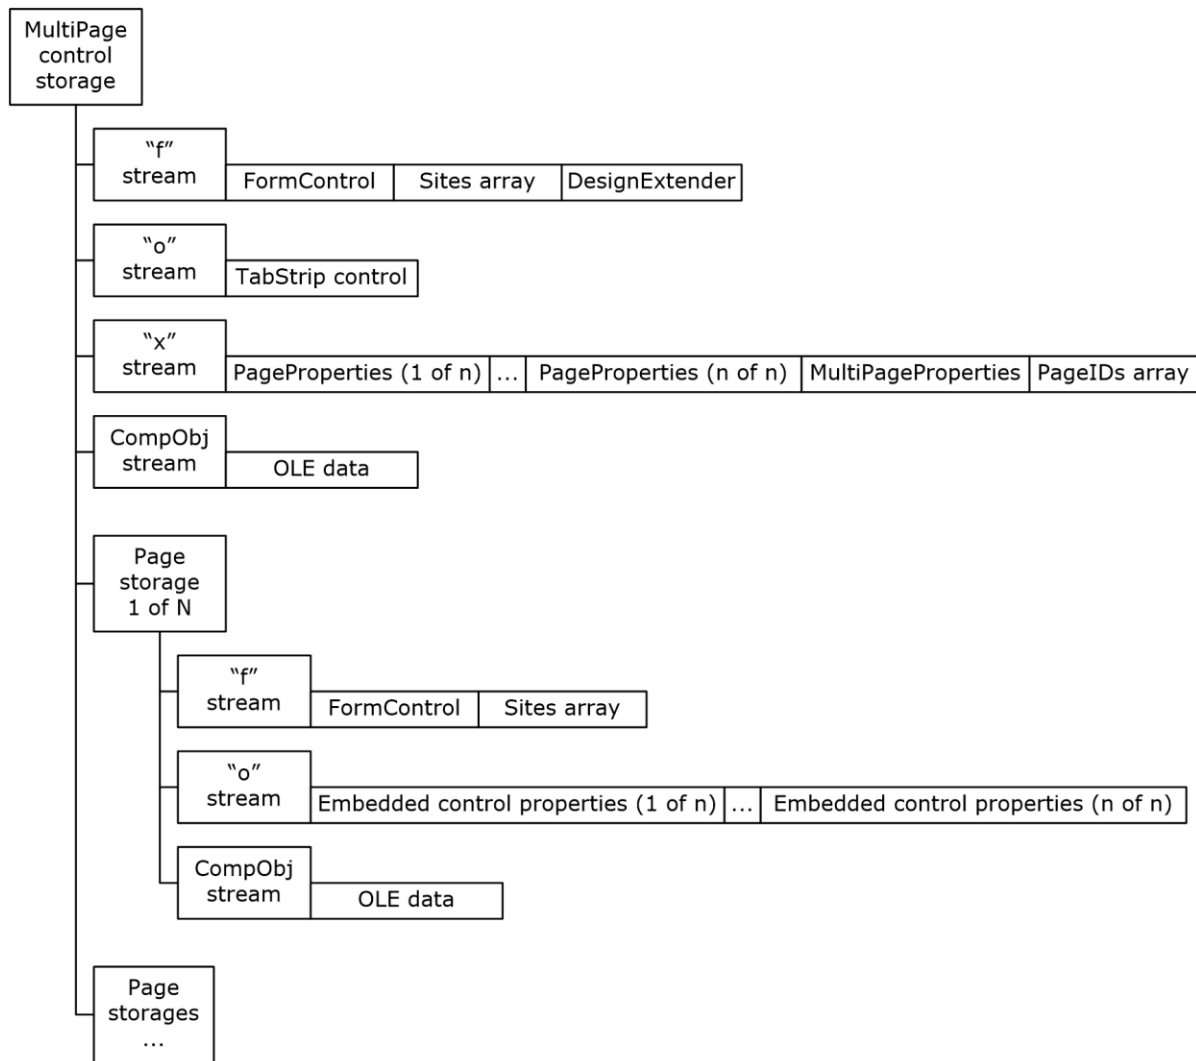 MultiPage
control
storage
“f”
stream
FormControl
Sites array
DesignExtender
“o”
stream
TabStrip control
“x”
stream
PageProperties (1 of n)
...
PageProperties (n of n)
MultiPageProperties
PageIDs array
CompObj
stream
OLE data
Page
storage
1 of N
“f”
stream
FormControl
Sites array
“o”
stream
Embedded control properties (1 of n)
...
Embedded control properties (n of n)
CompObj
stream
OLE data
Page
storages
...